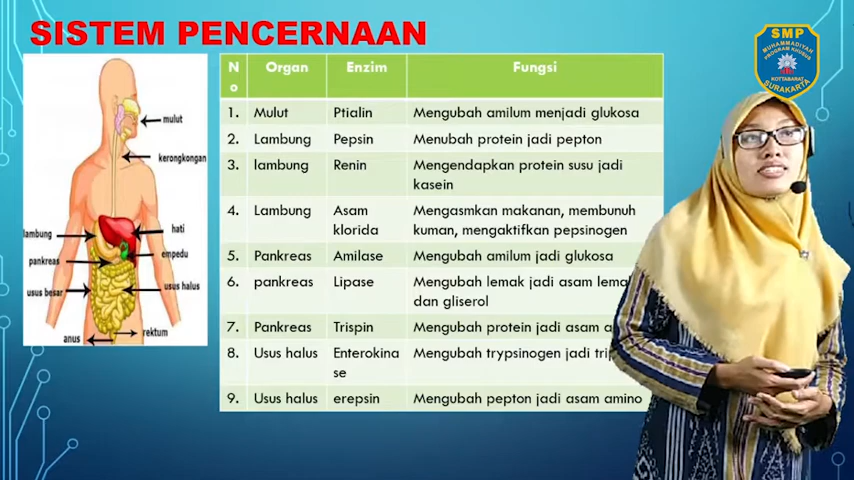 SISTEM PENCERNAAN
SMP
MUHAMMADIYAH
PROGRAM KHUSUS
KOTTABARAT
SURAKARTA
mulut
kerongkongan
lambung
hati
pankreas
empedu
usus besar
usus halus
anus
rektum
N
o
Organ
Enzim
Fungsi
1. Mulut Ptialin Mengubah amilum menjadi glukosa
2. Lambung Pepsin Menubah protein jadi pepton
3. lambung Renin Mengendapkan protein susu jadi
kasein
4. Lambung Asam Mengasmkan makanan, membunuh
klorida kuman, mengaktifkan pepsinogen
5. Pankreas Amilase Mengubah amilum jadi glukosa
6. pankreas Lipase Mengubah lemak jadi asam
dan gliserol
7. Pankreas Trispin Mengubah protein jadi asam
8. Usus halus Enterokina Mengubah trypsinogen jadi
se
9. Usus halus erepsin Mengubah pepton jadi asam amino